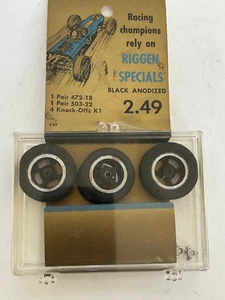 Racing
champions
rely on
RIGGEN
SPECIALS
BLACK ANODIZED
1 Pair 472-18
1 Pair 503-22
4 Knock-Offs K1
2.49